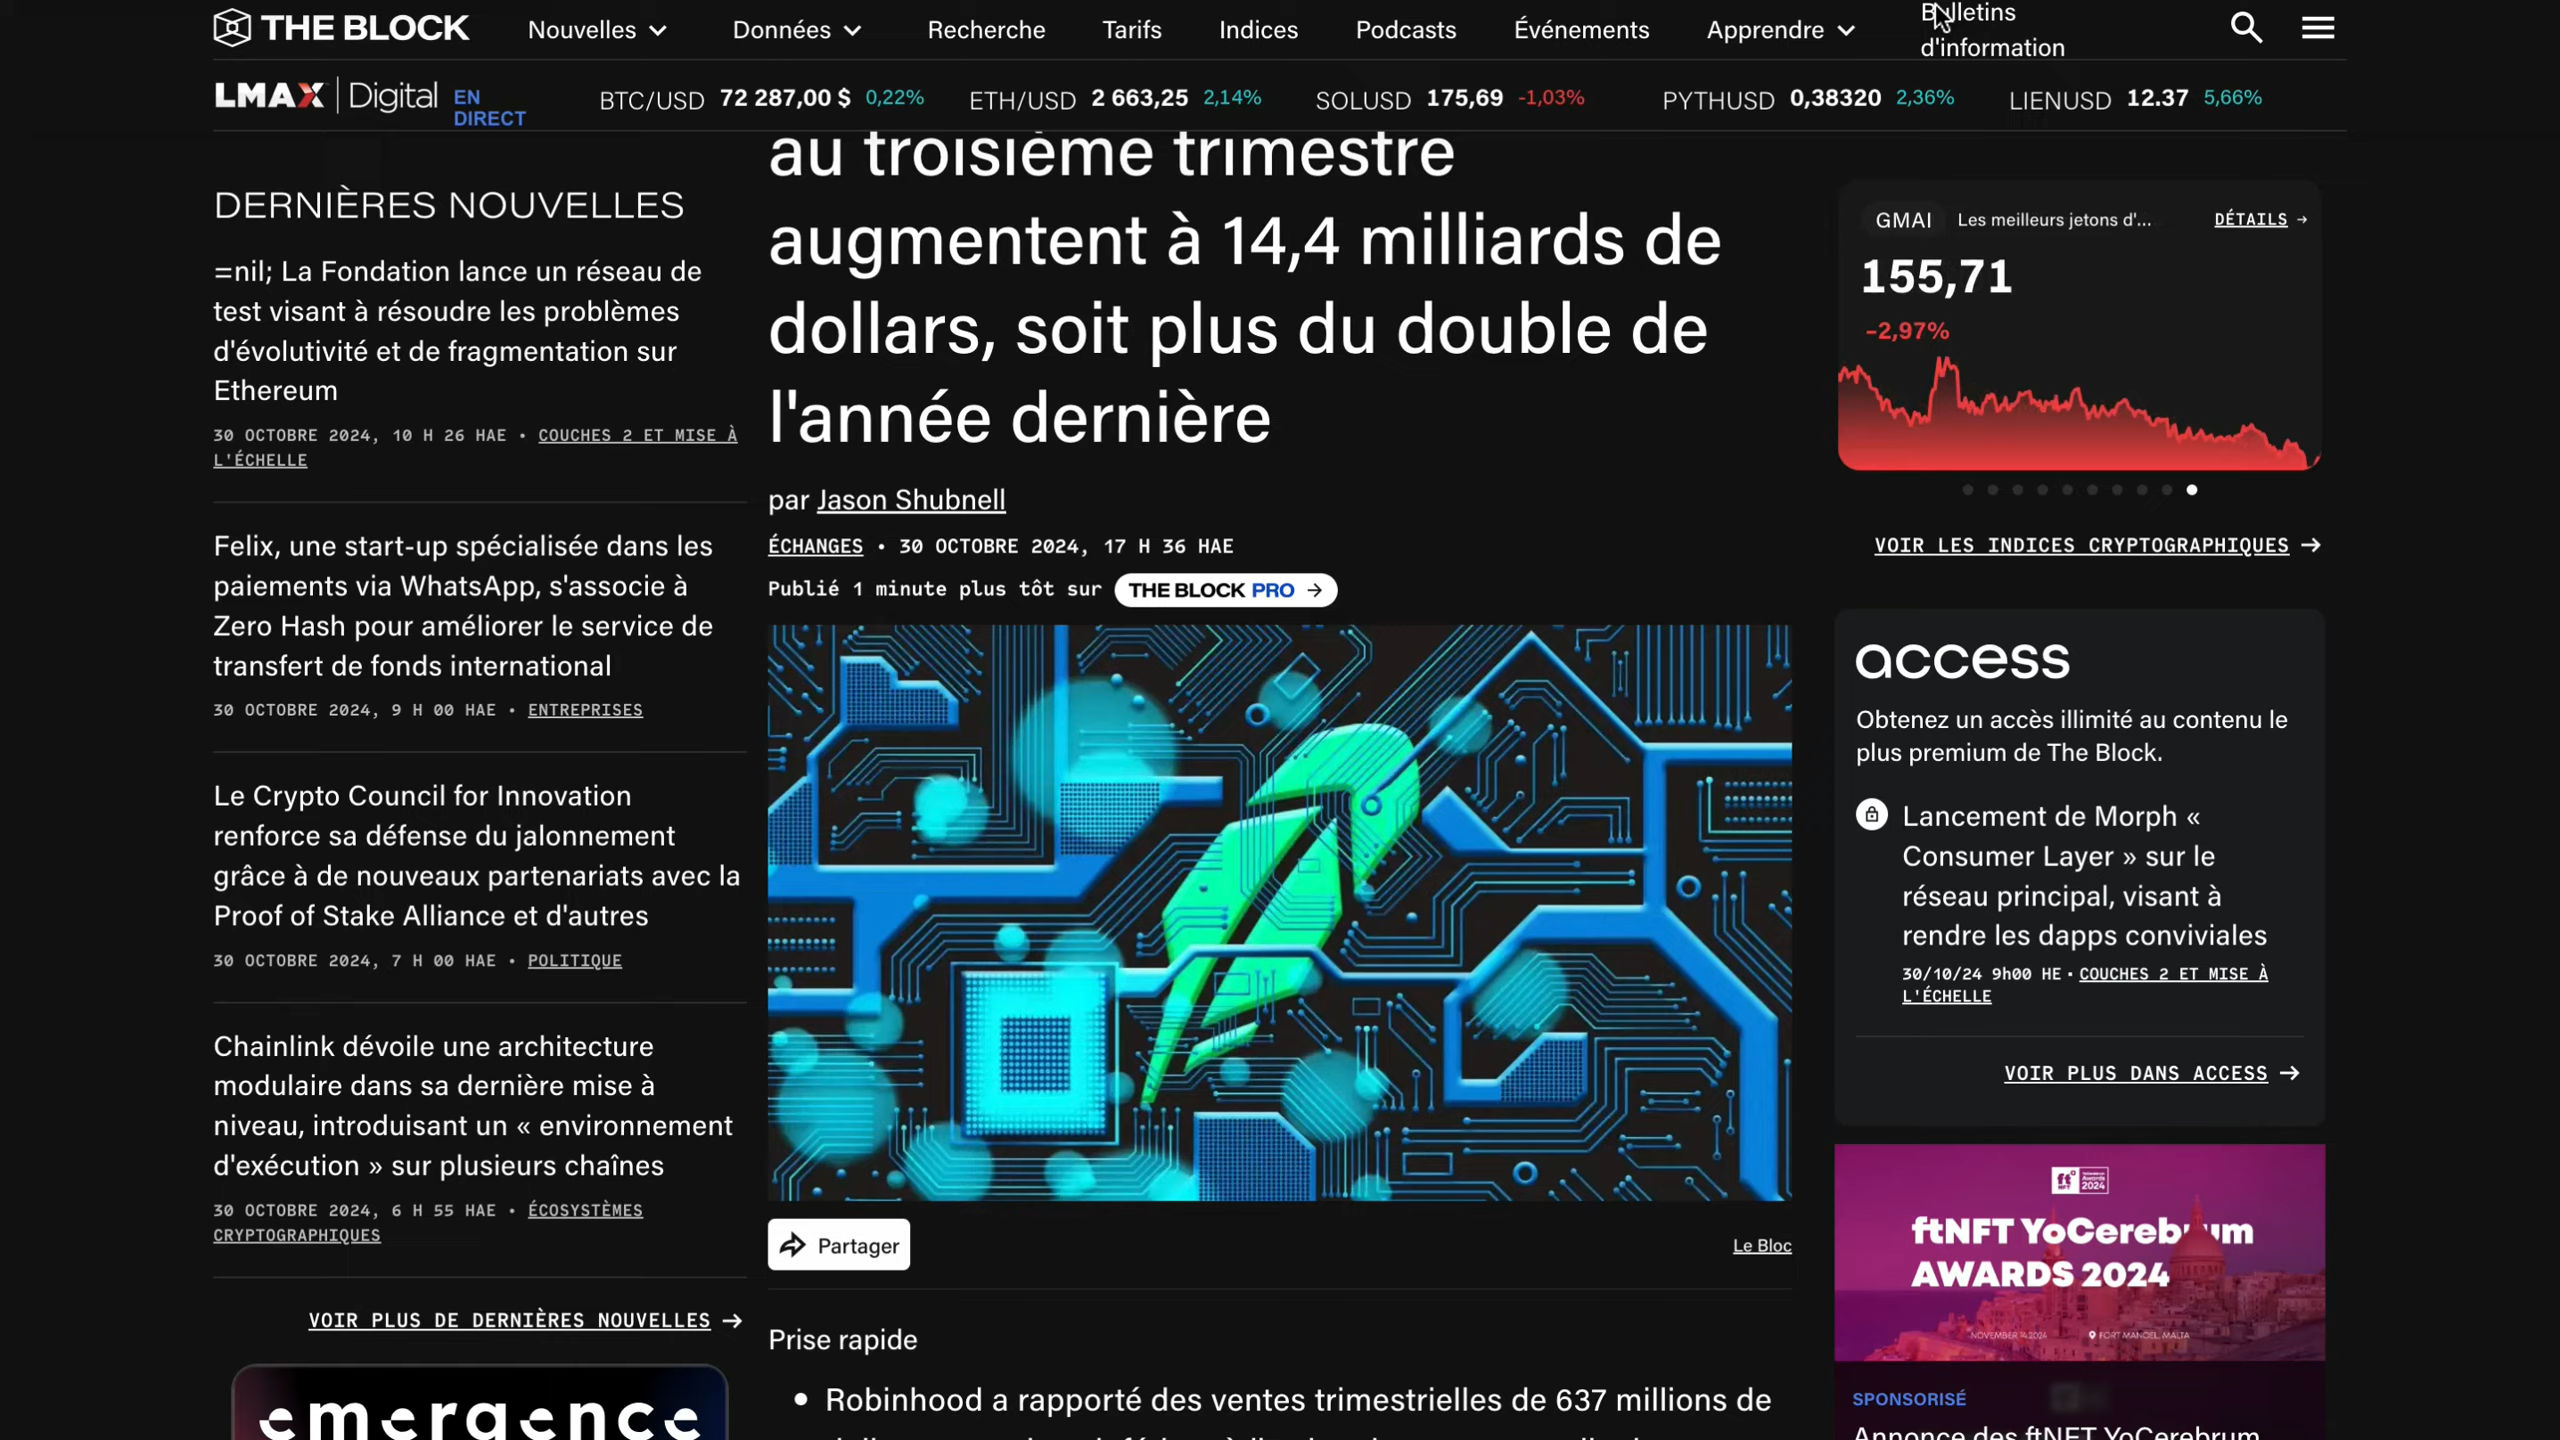 THE BLOCK
Nouvelles
Données
Recherche
Tarifs
Indices
Podcasts
Événements
Apprendre
Bulletins
d'information
LMAX Digital
EN
DIRECT
BTC/USD 72 287,00 $ 0,22%
ETH/USD 2 663,25 2,14%
SOLUSD 175,69 -1,03%
PYTHUSD 0,38320 2,36%
LIENUSD 12.37 5,66%
DERNIÈRES NOUVELLES
=nil; La Fondation lance un réseau de
test visant à résoudre les problèmes
d'évolutivité et de fragmentation sur
Ethereum
30 OCTOBRE 2024, 10 H 26 HAE • COUCHES 2 ET MISE À
L'ÉCHELLE
Felix, une start-up spécialisée dans les
paiements via WhatsApp, s'associe à
Zero Hash pour améliorer le service de
transfert de fonds international
30 OCTOBRE 2024, 9 H 00 HAE • ENTREPRISES
Le Crypto Council for Innovation
renforce sa défense du jalonnement
grâce à de nouveaux partenariats avec la
Proof of Stake Alliance et d'autres
30 OCTOBRE 2024, 7 H 00 HAE • POLITIQUE
Chainlink dévoile une architecture
modulaire dans sa dernière mise à
niveau, introduisant un « environnement
d'exécution » sur plusieurs chaînes
30 OCTOBRE 2024, 6 H 55 HAE • ÉCOSYSTÈMES
CRYPTOGRAPHIQUES
VOIR PLUS DE DERNIÈRES NOUVELLES →
emergence
au troisième trimestre
augmentent à 14,4 milliards de
dollars, soit plus du double de
l'année dernière
par Jason Shubnell
ÉCHANGES • 30 OCTOBRE 2024, 17 H 36 HAE
Publié 1 minute plus tôt sur THE BLOCK PRO →
Partager
Le Bloc
Prise rapide
• Robinhood a rapporté des ventes trimestrielles de 637 millions de
GMAI Les meilleurs jetons d'... DÉTAILS →
155,71
-2,97%
VOIR LES INDICES CRYPTOGRAPHIQUES →
access
Obtenez un accès illimité au contenu le
plus premium de The Block.
Lancement de Morph «
Consumer Layer » sur le
réseau principal, visant à
rendre les dapps conviviales
30/10/24 9h00 HE • COUCHES 2 ET MISE À
L'ÉCHELLE
VOIR PLUS DANS ACCESS →
ftNFT YoCerebrum
AWARDS 2024
NOVEMBER 14 2024 FORT MANOEL, MALTA
SPONSORISÉ
Annonce des ftNFT YoCerebrum